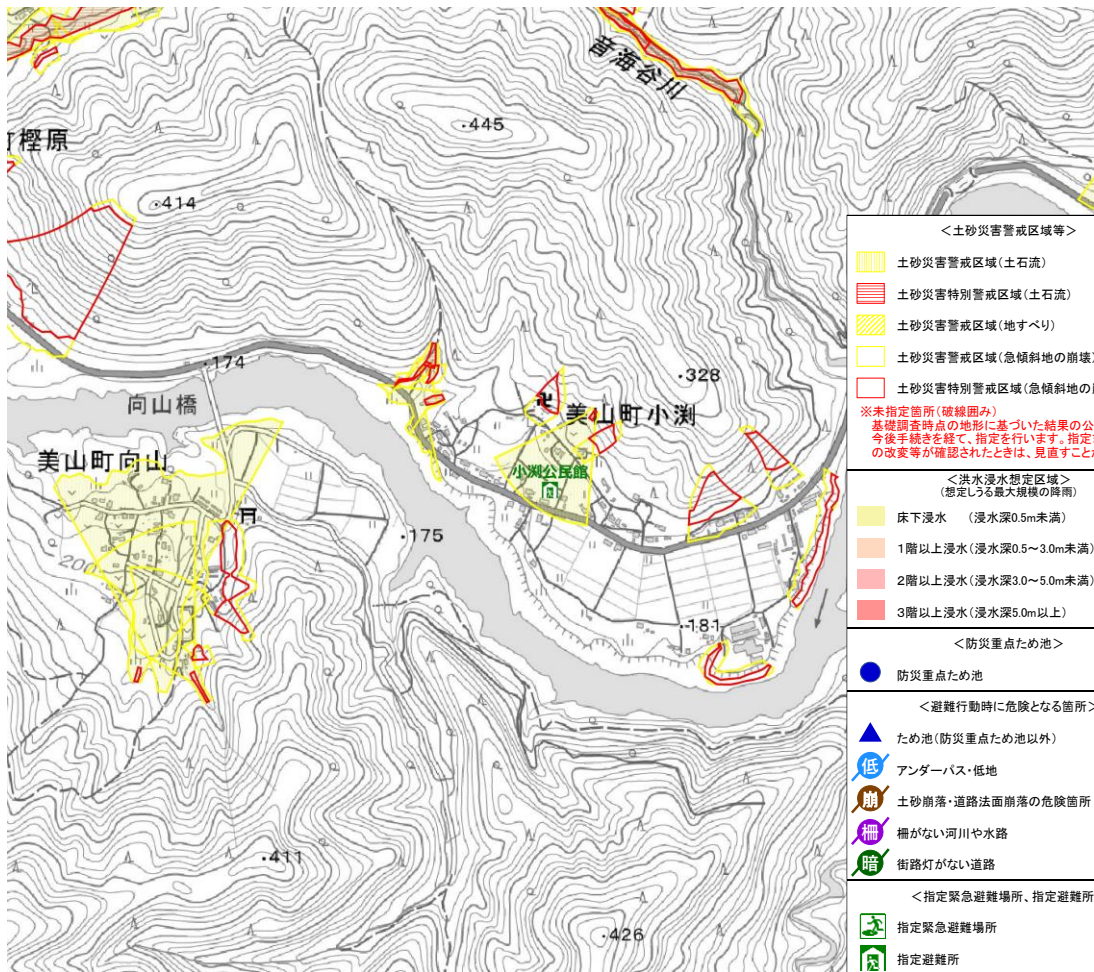 音海谷川
445
町樫原
414
174
向山橋
328
美山町小渕
美山町向山
小渕公民館
175
200
181
411
426
＜土砂災害警戒区域等＞
土砂災害警戒区域(土石流)
土砂災害特別警戒区域(土石流)
土砂災害警戒区域(地すべり)
土砂災害警戒区域(急傾斜地の崩壊)
土砂災害特別警戒区域(急傾斜地の
※未指定箇所(破線囲み)
基礎調査時点の地形に基づいた結果の公
今後手続きを経て、指定を行います。指定
の改変等が確認されたときは、見直すことが
＜洪水浸水想定区域＞
(想定しうる最大規模の降雨)
床下浸水 (浸水深0.5m未満)
1階以上浸水(浸水深0.5～3.0m未満)
2階以上浸水(浸水深3.0～5.0m未満)
3階以上浸水(浸水深5.0m以上)
＜防災重点ため池＞
防災重点ため池
＜避難行動時に危険となる箇所＞
ため池(防災重点ため池以外)
低 アンダーパス・低地
崩 土砂崩落・道路法面崩落の危険箇所
柵 柵がない河川や水路
暗 街路灯がない道路
＜指定緊急避難場所、指定避難所
指定緊急避難場所
指定避難所